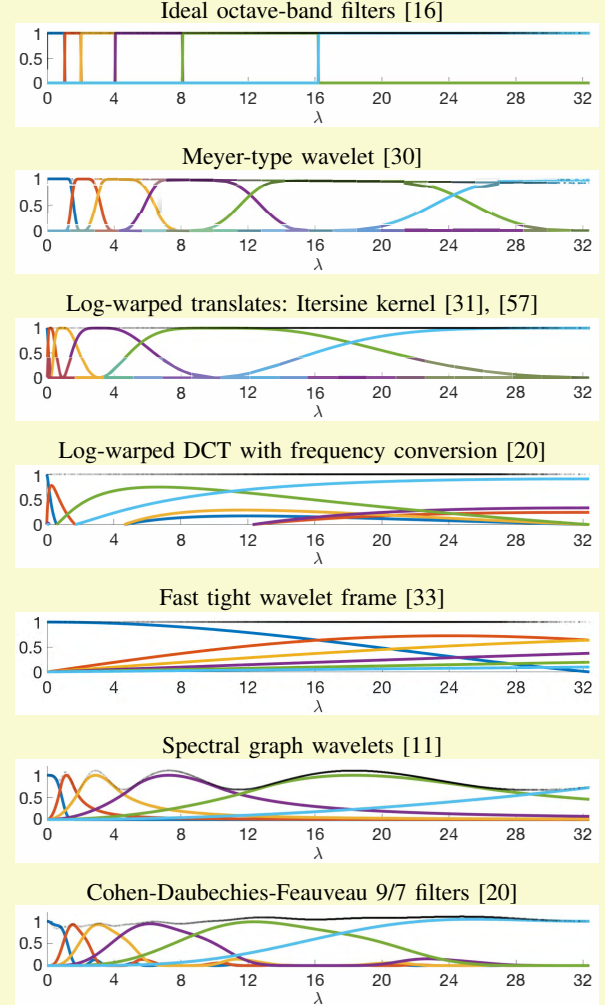 Ideal octave-band filters [16]
1
0.5
0
0 4 8 12 16 20 24 28 32
λ
Meyer-type wavelet [30]
1
0.5
0
0 4 8 12 16 20 24 28 32
λ
Log-warped translates: Itersine kernel [31], [57]
1
0.5
0
0 4 8 12 16 20 24 28 32
λ
Log-warped DCT with frequency conversion [20]
1
0.5
0
0 4 8 12 16 20 24 28 32
λ
Fast tight wavelet frame [33]
1
0.5
0
0 4 8 12 16 20 24 28 32
λ
Spectral graph wavelets [11]
1
0.5
0
0 4 8 12 16 20 24 28 32
λ
Cohen-Daubechies-Feauveau 9/7 filters [20]
1
0.5
0
0 4 8 12 16 20 24 28 32
λ